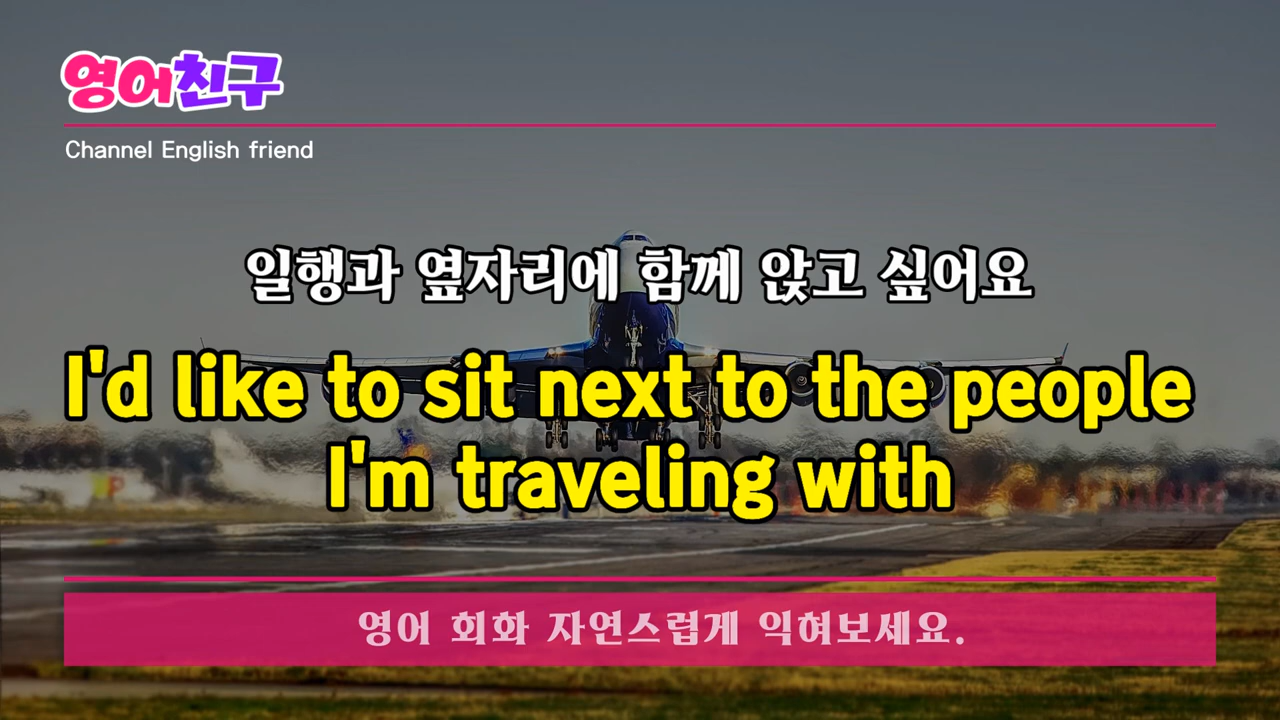 영어친구
Channel English friend
일행과 옆자리에 함께 앉고 싶어요
I'd like to sit next to the people
I'm traveling with
영어 회화 자연스럽게 익혀보세요.